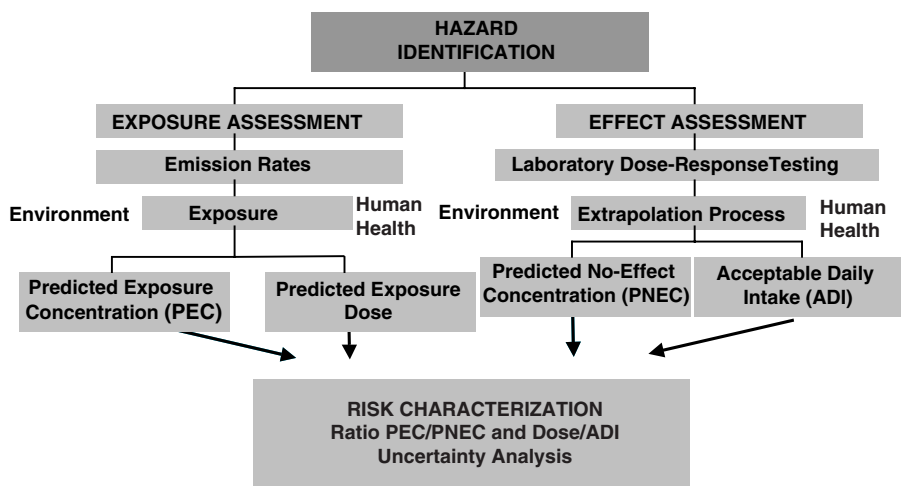 HAZARD
IDENTIFICATION
EXPOSURE ASSESSMENT
EFFECT ASSESSMENT
Emission Rates
Laboratory Dose-ResponseTesting
Environment
Exposure
Human
Health
Environment
Extrapolation Process
Human
Health
Predicted Exposure
Concentration (PEC)
Predicted Exposure
Dose
Predicted No-Effect
Concentration (PNEC)
Acceptable Daily
Intake (ADI)
RISK CHARACTERIZATION
Ratio PEC/PNEC and Dose/ADI
Uncertainty Analysis